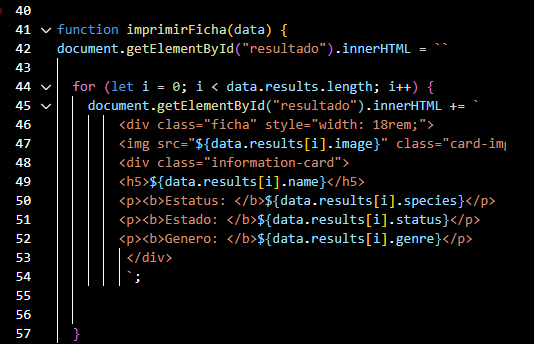 40
41 function imprimirFicha(data) {
42 document.getElementById("resultado").innerHTML = ``
43
44 for (let i = 0; i < data.results.length; i++) {
45 document.getElementById("resultado").innerHTML += `
46 <div class="ficha" style="width: 18rem;">
47 <img src="${data.results[i].image}" class="card-img
48 <div class="information-card">
49 <h5>${data.results[i].name}</h5>
50 <p><b>Estatus: </b>${data.results[i].species}</p>
51 <p><b>Estado: </b>${data.results[i].status}</p>
52 <p><b>Genero: </b>${data.results[i].genre}</p>
53 </div>
54 `;
55
56
57 }